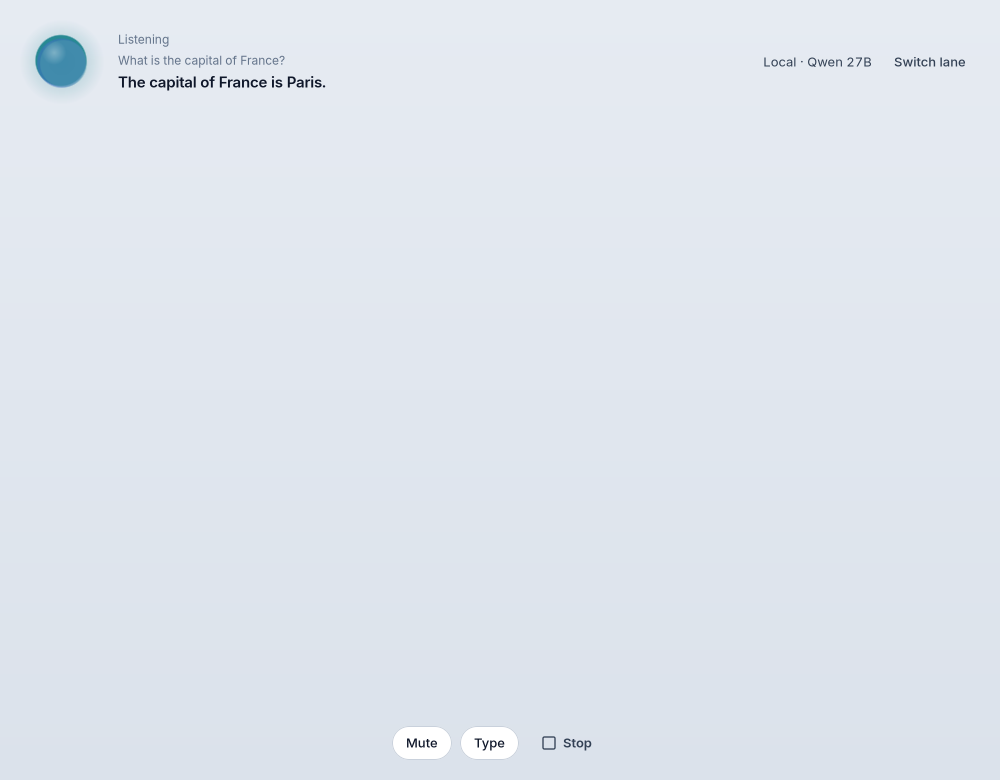 Listening
What is the capital of France?
The capital of France is Paris.
Local · Qwen 27B
Switch lane
Mute
Type
Stop